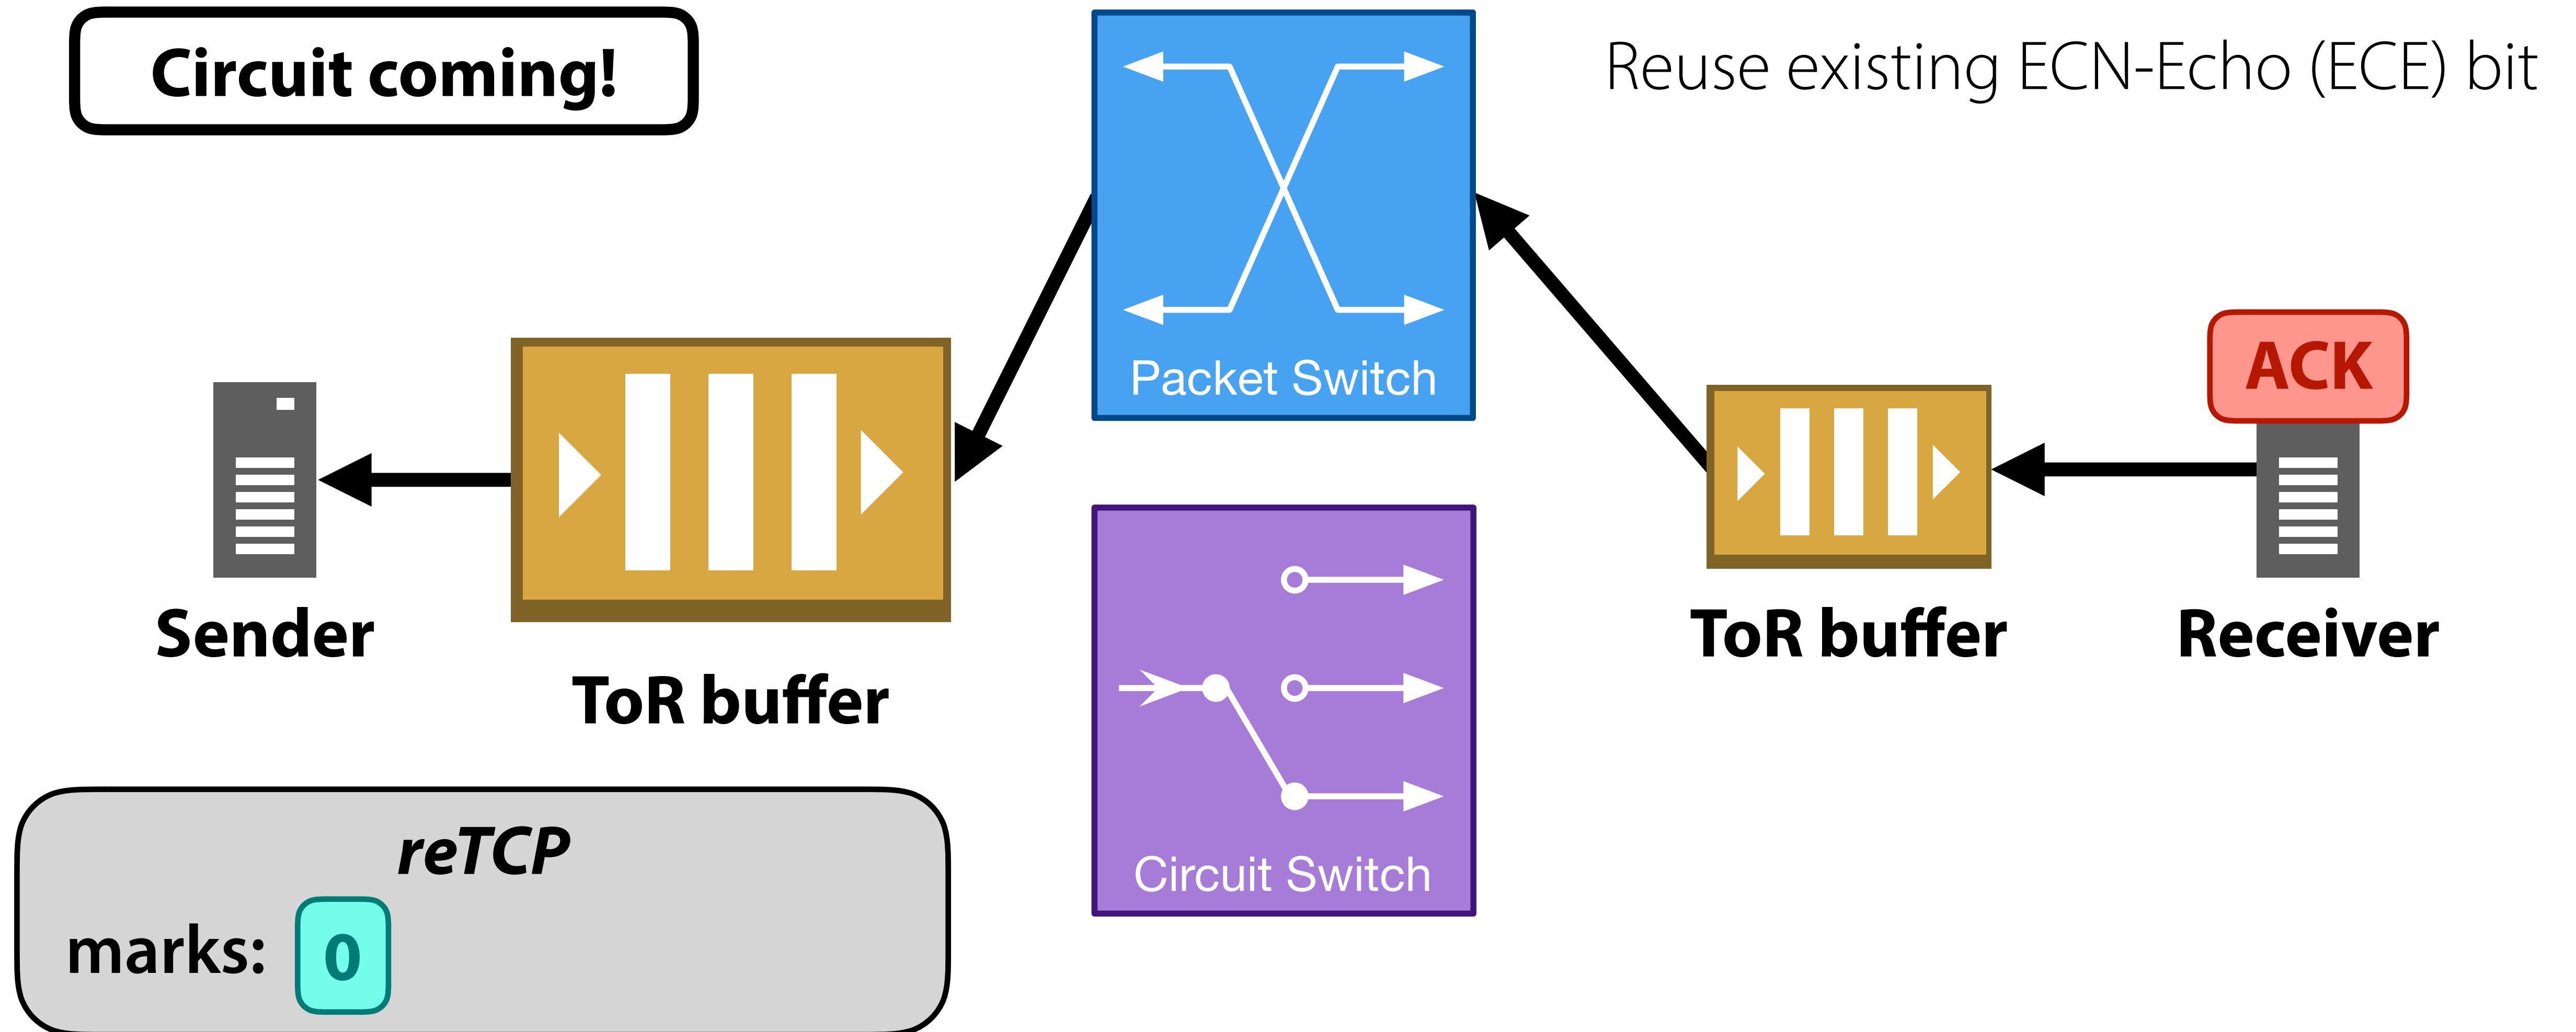 Circuit coming!
Reuse existing ECN-Echo (ECE) bit
Packet Switch
ACK
Sender
ToR buffer
ToR buffer
Receiver
Circuit Switch
reTCP
marks: 0